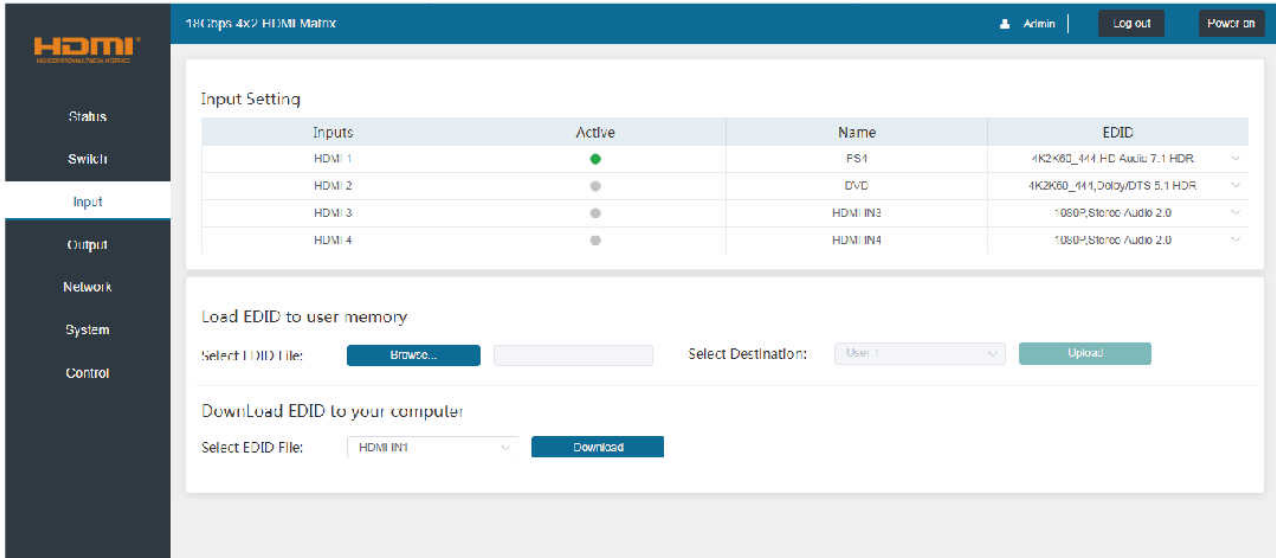 18Gbps 4x2 HDMI Matrix
Admin
Log out
Power on
HDMI
Status
Switch
Input
Output
Network
System
Control
Input Setting
Inputs Active Name EDID
HDMI 1 PS4 4K2K60_444,HD Audio 7.1 HDR
HDMI 2 DVD 4K2K60_444,Dolby/DTS 5.1 HDR
HDMI 3 HDMI IN3 1080P,Stereo Audio 2.0
HDMI 4 HDMI IN4 1080P,Stereo Audio 2.0
Load EDID to user memory
Select EDID File: Browse... Select Destination: User 1 Upload
DownLoad EDID to your computer
Select EDID File: HDMI IN1 Download